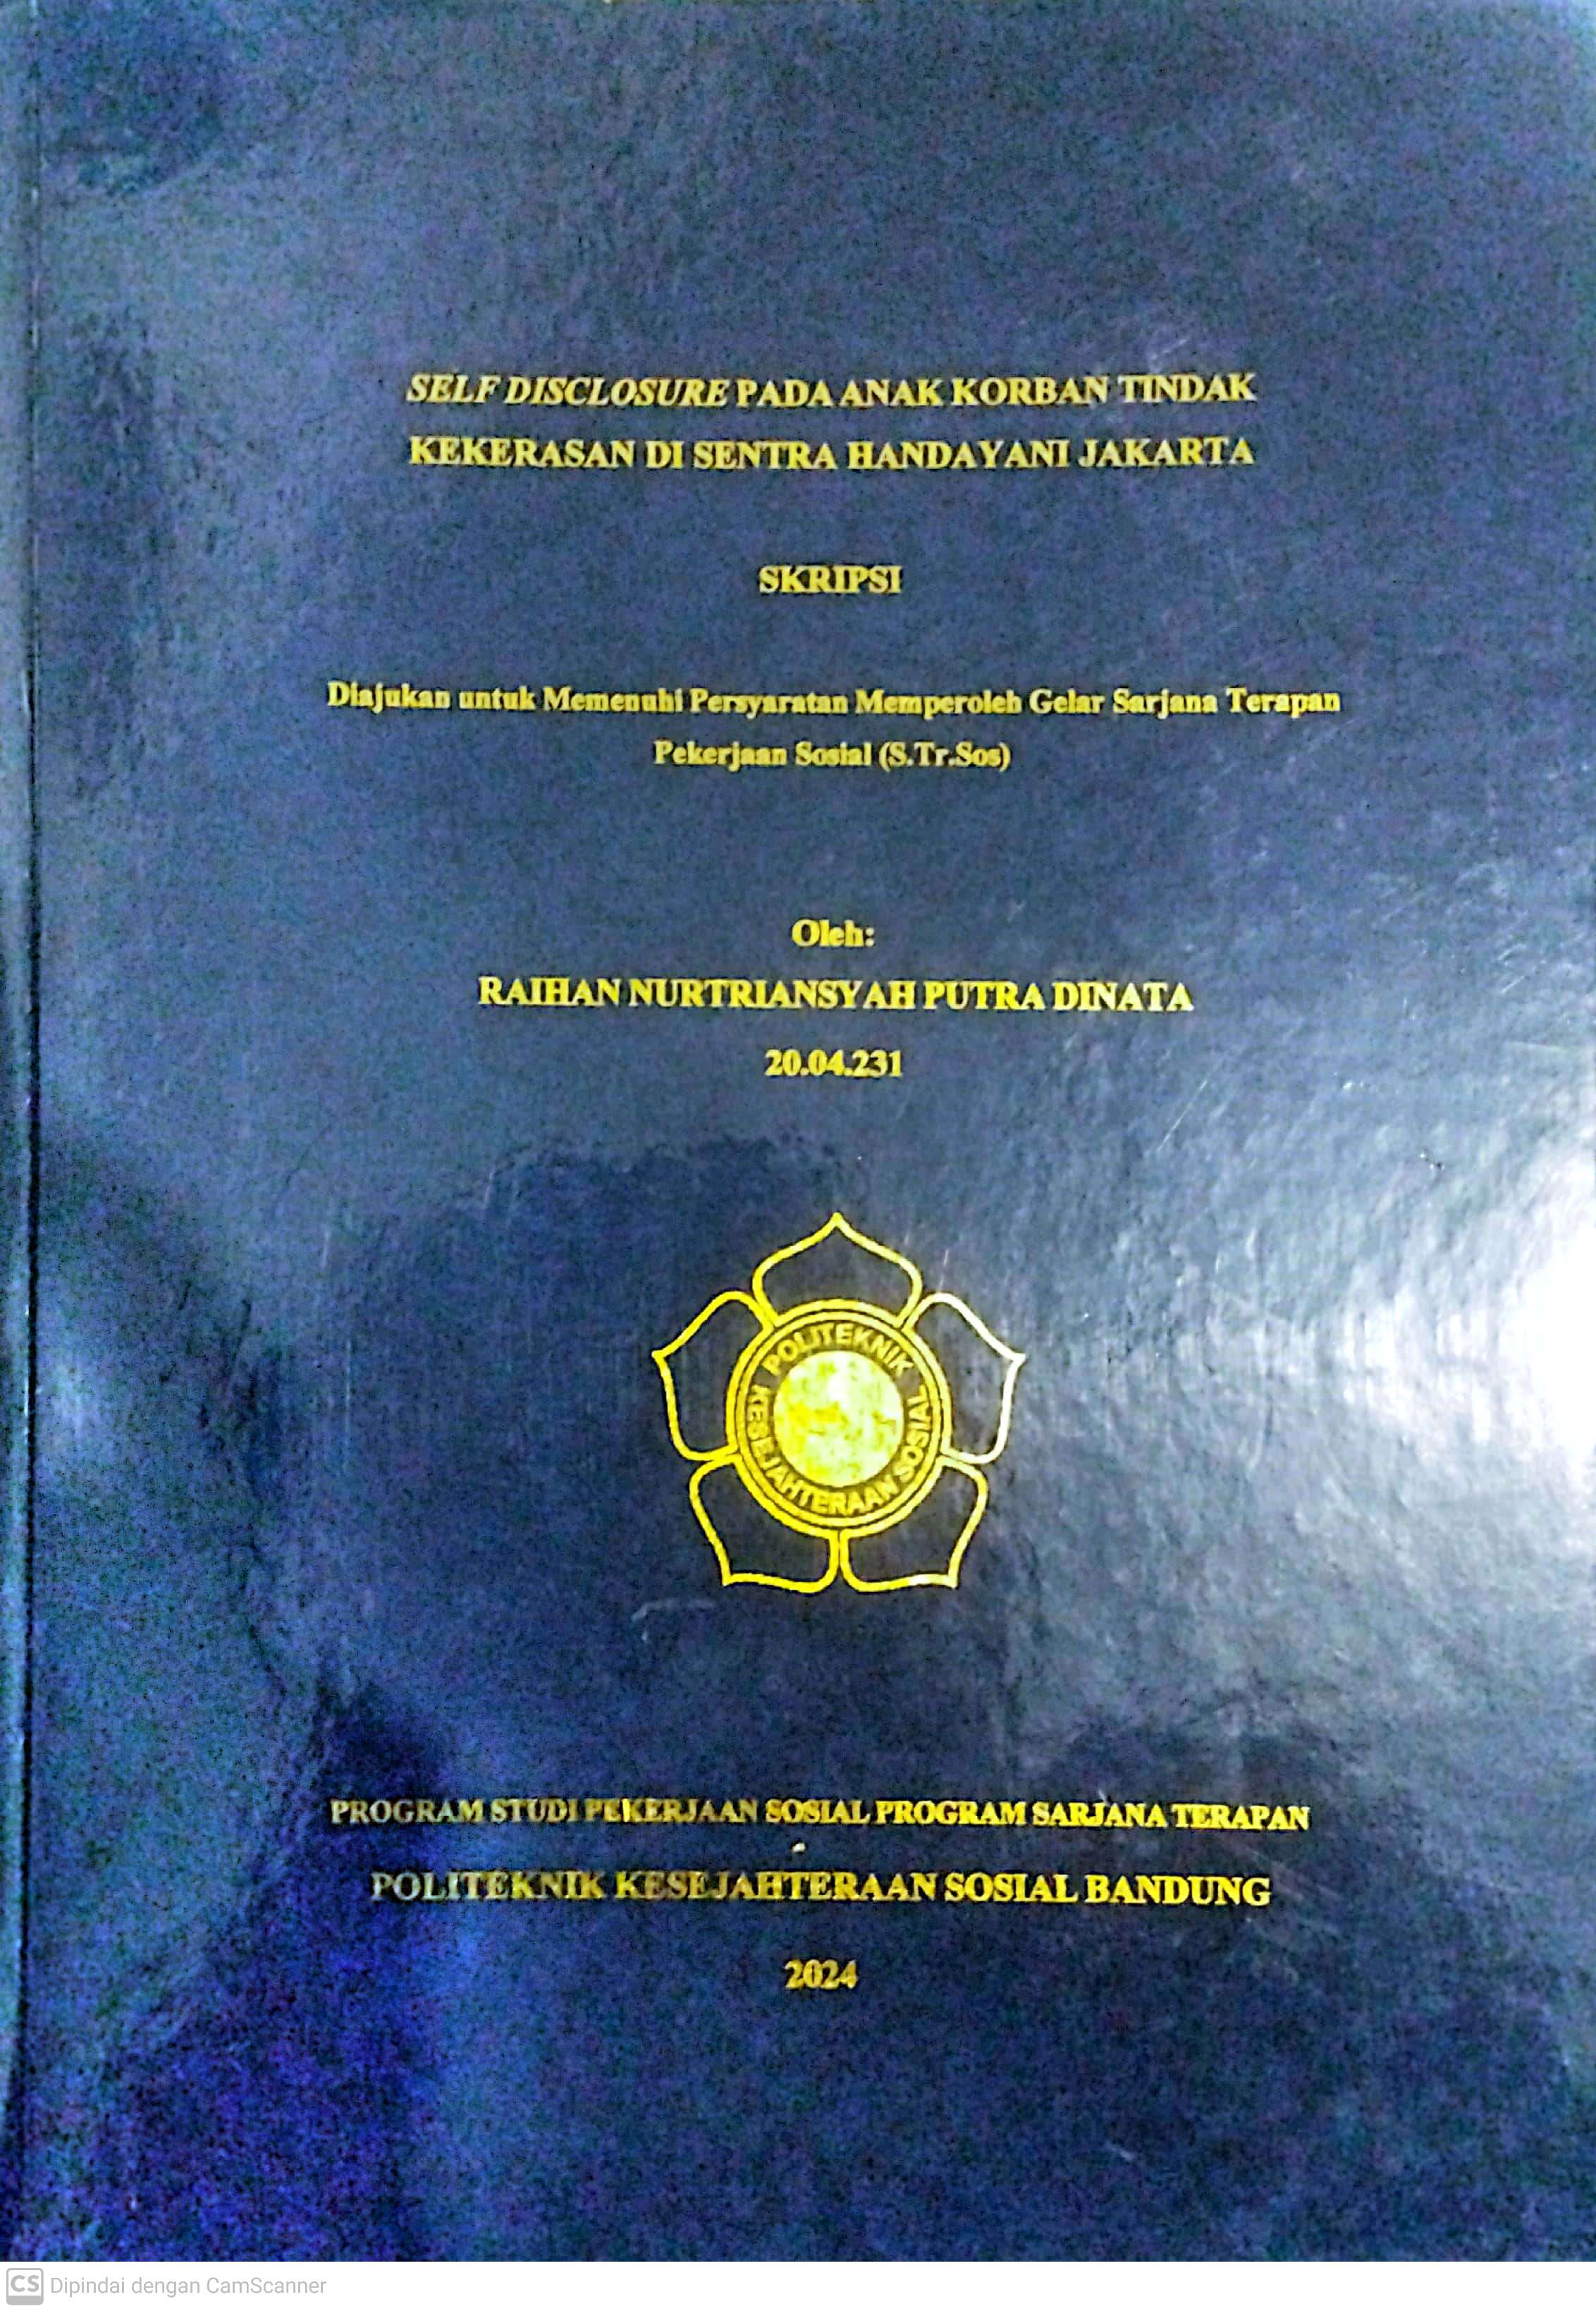 SELF DISCLOSURE PADA ANAK KORBAN TINDAK
KEKERASAN DI SENTRA HANDAYANI JAKARTA
SKRIPSI
Diajukan untuk Memenuhi Persyaratan Memperoleh Gelar Sarjana Terapan
Pekerjaan Sosial (S.Tr.Sos)
Oleh:
RAIHAN NURTRIANSYAH PUTRA DINATA
20.04.231
POLITEKNIK
KESEJAHTERAAN SOSIAL
PROGRAM STUDI PEKERJAAN SOSIAL PROGRAM SARJANA TERAPAN
POLITEKNIK KESEJAHTERAAN SOSIAL BANDUNG
2024
CS Dipindai dengan CamScanner